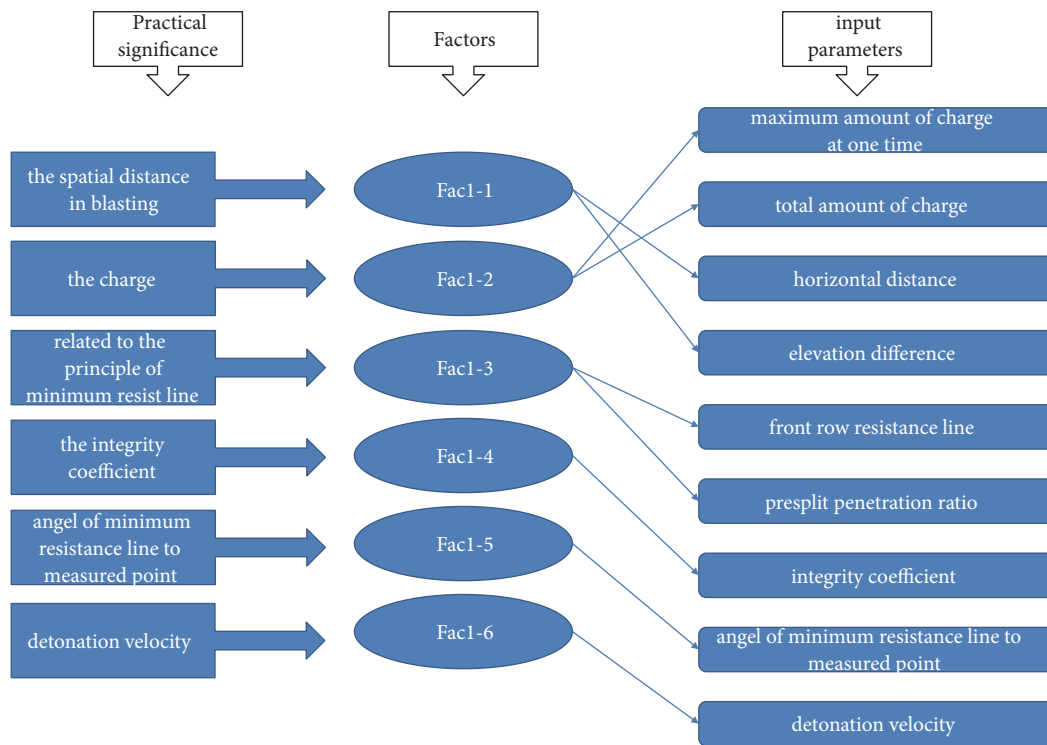 Practical
significance
Factors
input
parameters
the spatial distance
in blasting
Fac1-1
maximum amount of charge
at one time
total amount of charge
the charge
Fac1-2
horizontal distance
related to the
principle of
minimum resist line
Fac1-3
elevation difference
front row resistance line
the integrity
coefficient
Fac1-4
presplit penetration ratio
angel of minimum
resistance line to
measured point
Fac1-5
integrity coefficient
detonation velocity
Fac1-6
angel of minimum resistance line to
measured point
detonation velocity